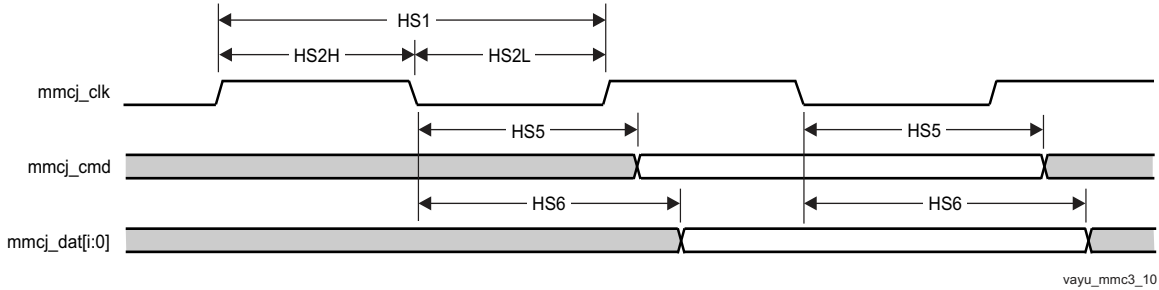 HS1
HS2H HS2L
mmcj_clk
HS5 HS5
mmcj_cmd
HS6 HS6
mmcj_dat[i:0]
vayu_mmc3_10